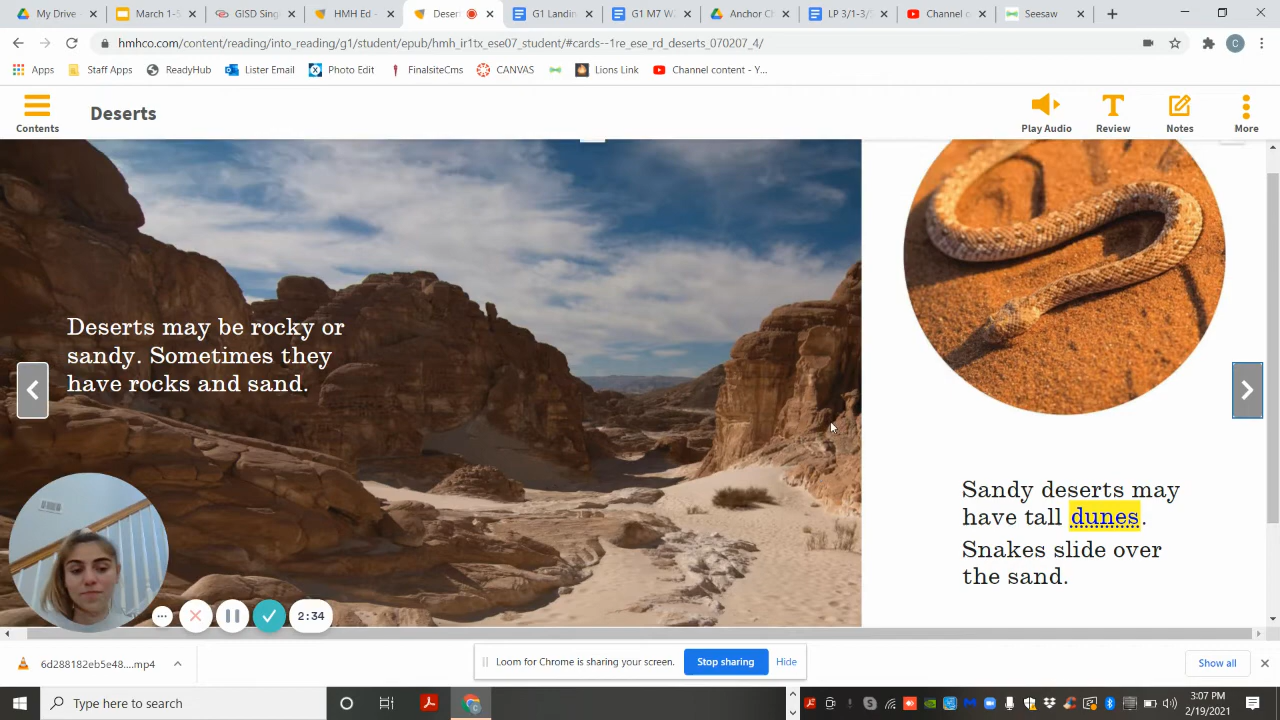 My Drive
March 1-5
GISD Sing
HMH Ed
Desert
G1 Landin
G1 M7 W
Anchor Ch
LP 3/1-3/
Channel c
Seesaw
hmhco.com/content/reading/into_reading/g1/student/epub/hmh_ir1tx_ese07_student/#cards--1re_ese_rd_deserts_070207_4/
C
Apps
Staff Apps
ReadyHub
Lister Email
Photo Edit
FinalsiteCms
CANVAS
Lions Link
Channel content - Y...
Contents
Deserts
Play Audio
Review
Notes
More
Deserts may be rocky or
sandy. Sometimes they
have rocks and sand.
Sandy deserts may
have tall dunes.
Snakes slide over
the sand.
2:34
6d288182eb5e48....mp4
Loom for Chrome is sharing your screen.
Stop sharing
Hide
Show all
Type here to search
3:07 PM
2/19/2021